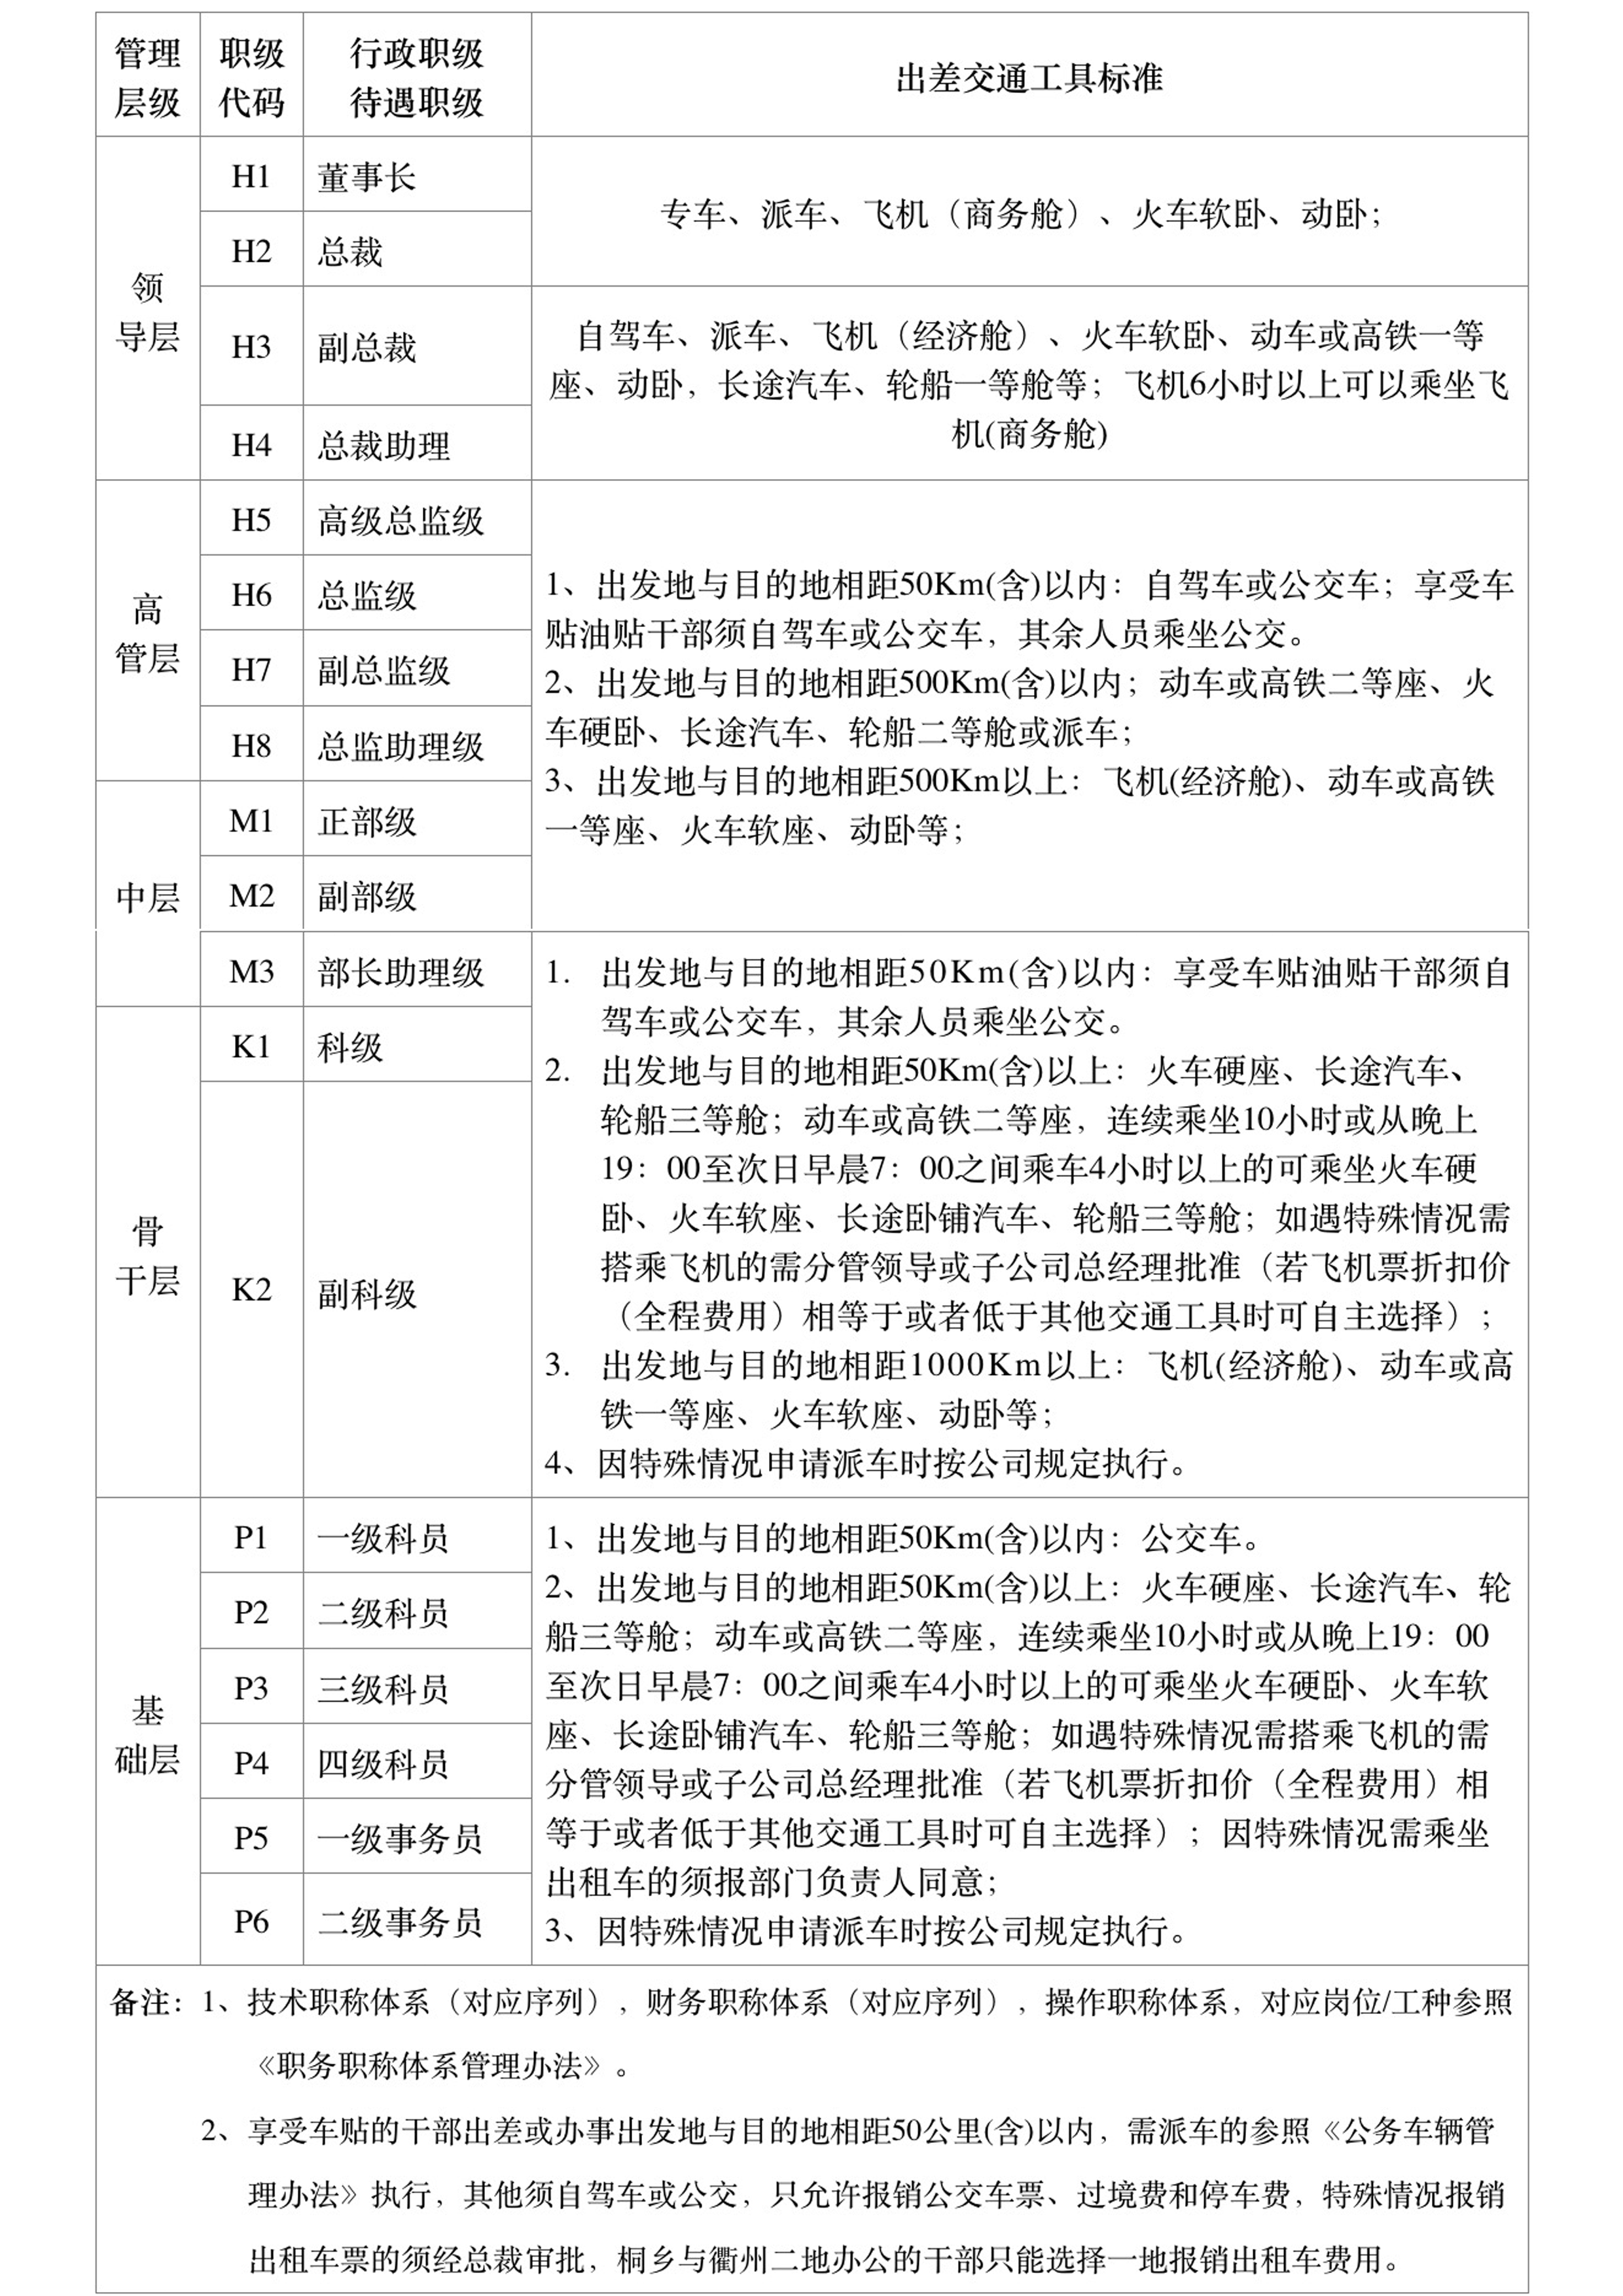 管理
层级
职级
代码
行政职级
待遇职级
出差交通工具标准
领
导层
H1
董事长
专车、派车、飞机（商务舱）、火车软卧、动卧；
H2
总裁
H3
副总裁
自驾车、派车、飞机（经济舱）、火车软卧、动车或高铁一等
座、动卧，长途汽车、轮船一等舱等；飞机6小时以上可以乘坐飞
机(商务舱)
H4
总裁助理
高
管层
H5
高级总监级
H6
总监级
H7
副总监级
H8
总监助理级
1、出发地与目的地相距50Km(含)以内：自驾车或公交车；享受车
贴油贴干部须自驾车或公交车，其余人员乘坐公交。
2、出发地与目的地相距500Km(含)以内；动车或高铁二等座、火
车硬卧、长途汽车、轮船二等舱或派车；
3、出发地与目的地相距500Km以上：飞机(经济舱)、动车或高铁
一等座、火车软座、动卧等；
中层
M1
正部级
M2
副部级
M3
部长助理级
1. 出发地与目的地相距50Km(含)以内：享受车贴油贴干部须自
驾车或公交车，其余人员乘坐公交。
2. 出发地与目的地相距50Km(含)以上：火车硬座、长途汽车、
轮船三等舱；动车或高铁二等座，连续乘坐10小时或从晚上
19：00至次日早晨7：00之间乘车4小时以上的可乘坐火车硬
卧、火车软座、长途卧铺汽车、轮船三等舱；如遇特殊情况需
搭乘飞机的需分管领导或子公司总经理批准（若飞机票折扣价
（全程费用）相等于或者低于其他交通工具时可自主选择）；
3. 出发地与目的地相距1000Km以上：飞机(经济舱)、动车或高
铁一等座、火车软座、动卧等；
4、因特殊情况申请派车时按公司规定执行。
骨
干层
K1
科级
K2
副科级
基
础层
P1
一级科员
P2
二级科员
P3
三级科员
P4
四级科员
P5
一级事务员
P6
二级事务员
1、出发地与目的地相距50Km(含)以内：公交车。
2、出发地与目的地相距50Km(含)以上：火车硬座、长途汽车、轮
船三等舱；动车或高铁二等座，连续乘坐10小时或从晚上19：00
至次日早晨7：00之间乘车4小时以上的可乘坐火车硬卧、火车软
座、长途卧铺汽车、轮船三等舱；如遇特殊情况需搭乘飞机的需
分管领导或子公司总经理批准（若飞机票折扣价（全程费用）相
等于或者低于其他交通工具时可自主选择）；因特殊情况需乘坐
出租车的须报部门负责人同意；
3、因特殊情况申请派车时按公司规定执行。
备注：1、技术职称体系（对应序列），财务职称体系（对应序列），操作职称体系，对应岗位/工种参照
《职务职称体系管理办法》。
2、享受车贴的干部出差或办事出发地与目的地相距50公里(含)以内，需派车的参照《公务车辆管
理办法》执行，其他须自驾车或公交，只允许报销公交车票、过境费和停车费，特殊情况报销
出租车票的须经总裁审批，桐乡与衢州二地办公的干部只能选择一地报销出租车费用。